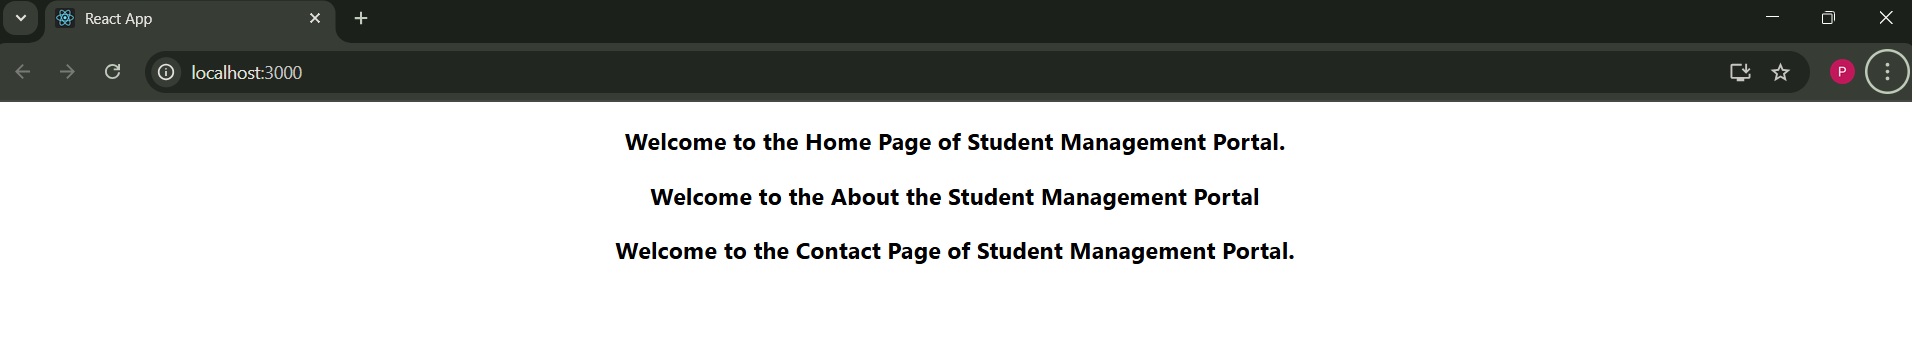 React App
localhost:3000
P
Welcome to the Home Page of Student Management Portal.
Welcome to the About the Student Management Portal
Welcome to the Contact Page of Student Management Portal.